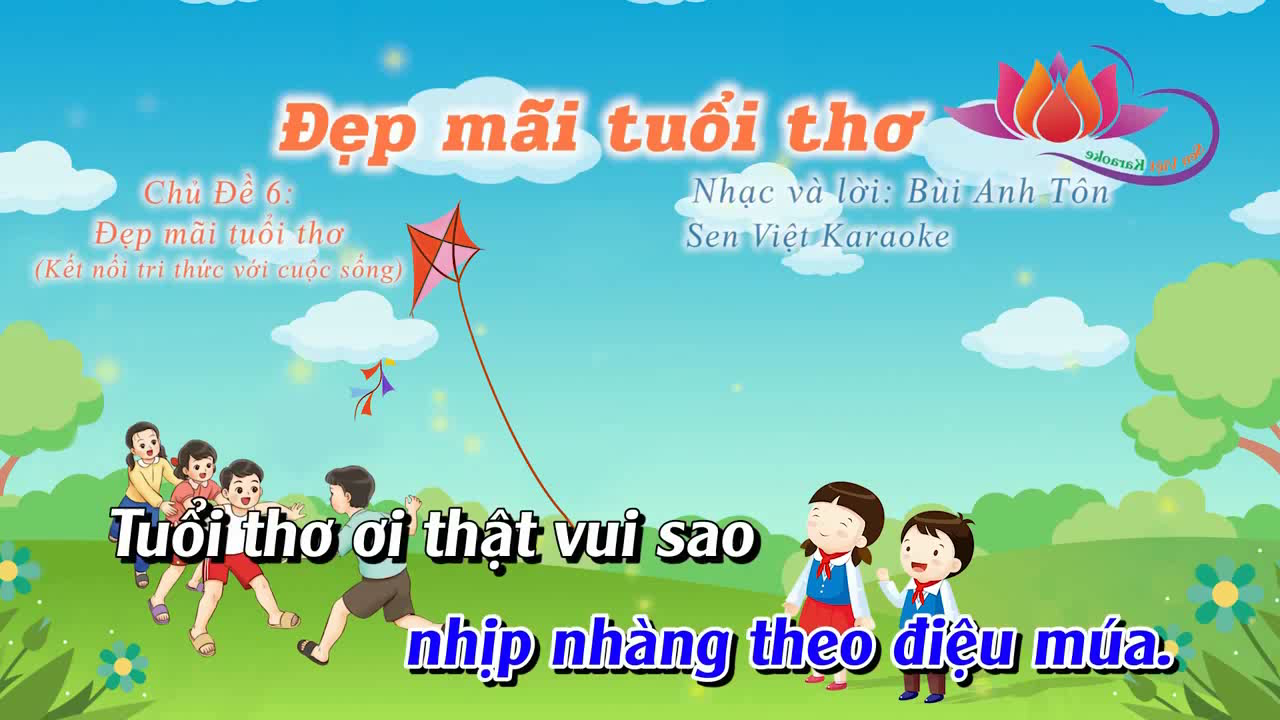 Đẹp mãi tuổi thơ
Sen Việt Karaoke
Chủ Đề 6:
Đẹp mãi tuổi thơ
(Kết nối tri thức với cuộc sống)
Nhạc và lời: Bùi Anh Tôn
Sen Việt Karaoke
Tuổi thơ ơi thật vui sao
nhịp nhàng theo điệu múa.